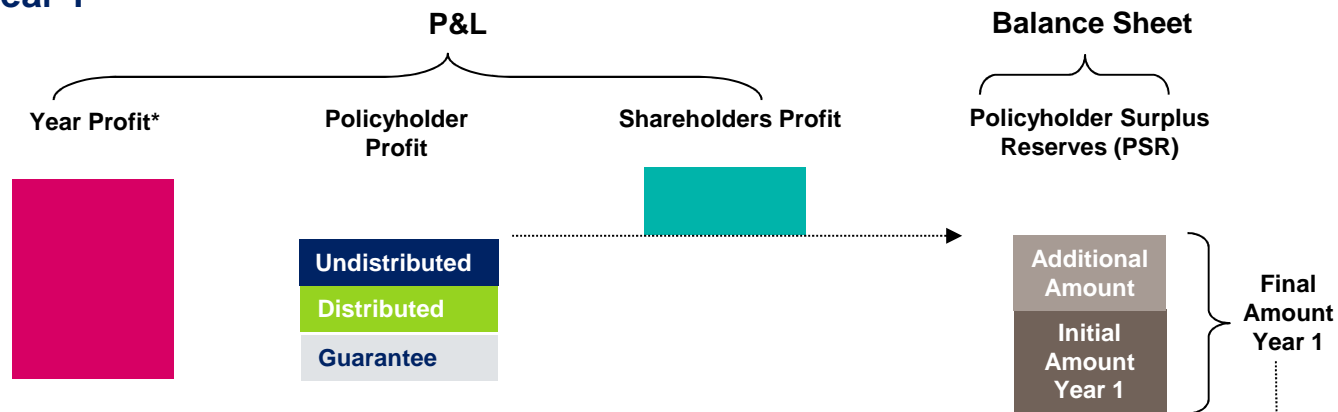 P&L
Balance Sheet
Year Profit*
Policyholder
Profit
Shareholders Profit
Policyholder Surplus
Reserves (PSR)
Undistributed
Distributed
Guarantee
Additional
Amount
Initial
Amount
Year 1
Final
Amount
Year 1